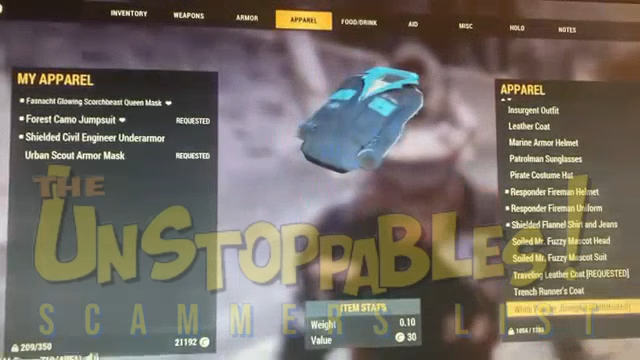 INVENTORY WEAPONS ARMOR APPAREL FOOD/DRINK AID MISC HOLO NOTES
MY APPAREL
Fasnacht Glowing Scorchbeast Queen Mask
Forest Camo Jumpsuit REQUESTED
Shielded Civil Engineer Underarmor
Urban Scout Armor Mask REQUESTED
209/350 21192
APPAREL
Insurgent Outfit
Leather Coat
Marine Armor Helmet
Patrolman Sunglasses
Pirate Costume Hat
Responder Fireman Helmet
Responder Fireman Uniform
Shielded Flannel Shirt and Jeans
Soiled Mr. Fuzzy Mascot Head
Soiled Mr. Fuzzy Mascot Suit
Traveling Leather Coat [REQUESTED]
Trench Runner's Coat
THE
UNSTOPPABLES!
SCAMMERS LIST
ITEM STATS
Weight 0.10
Value 30